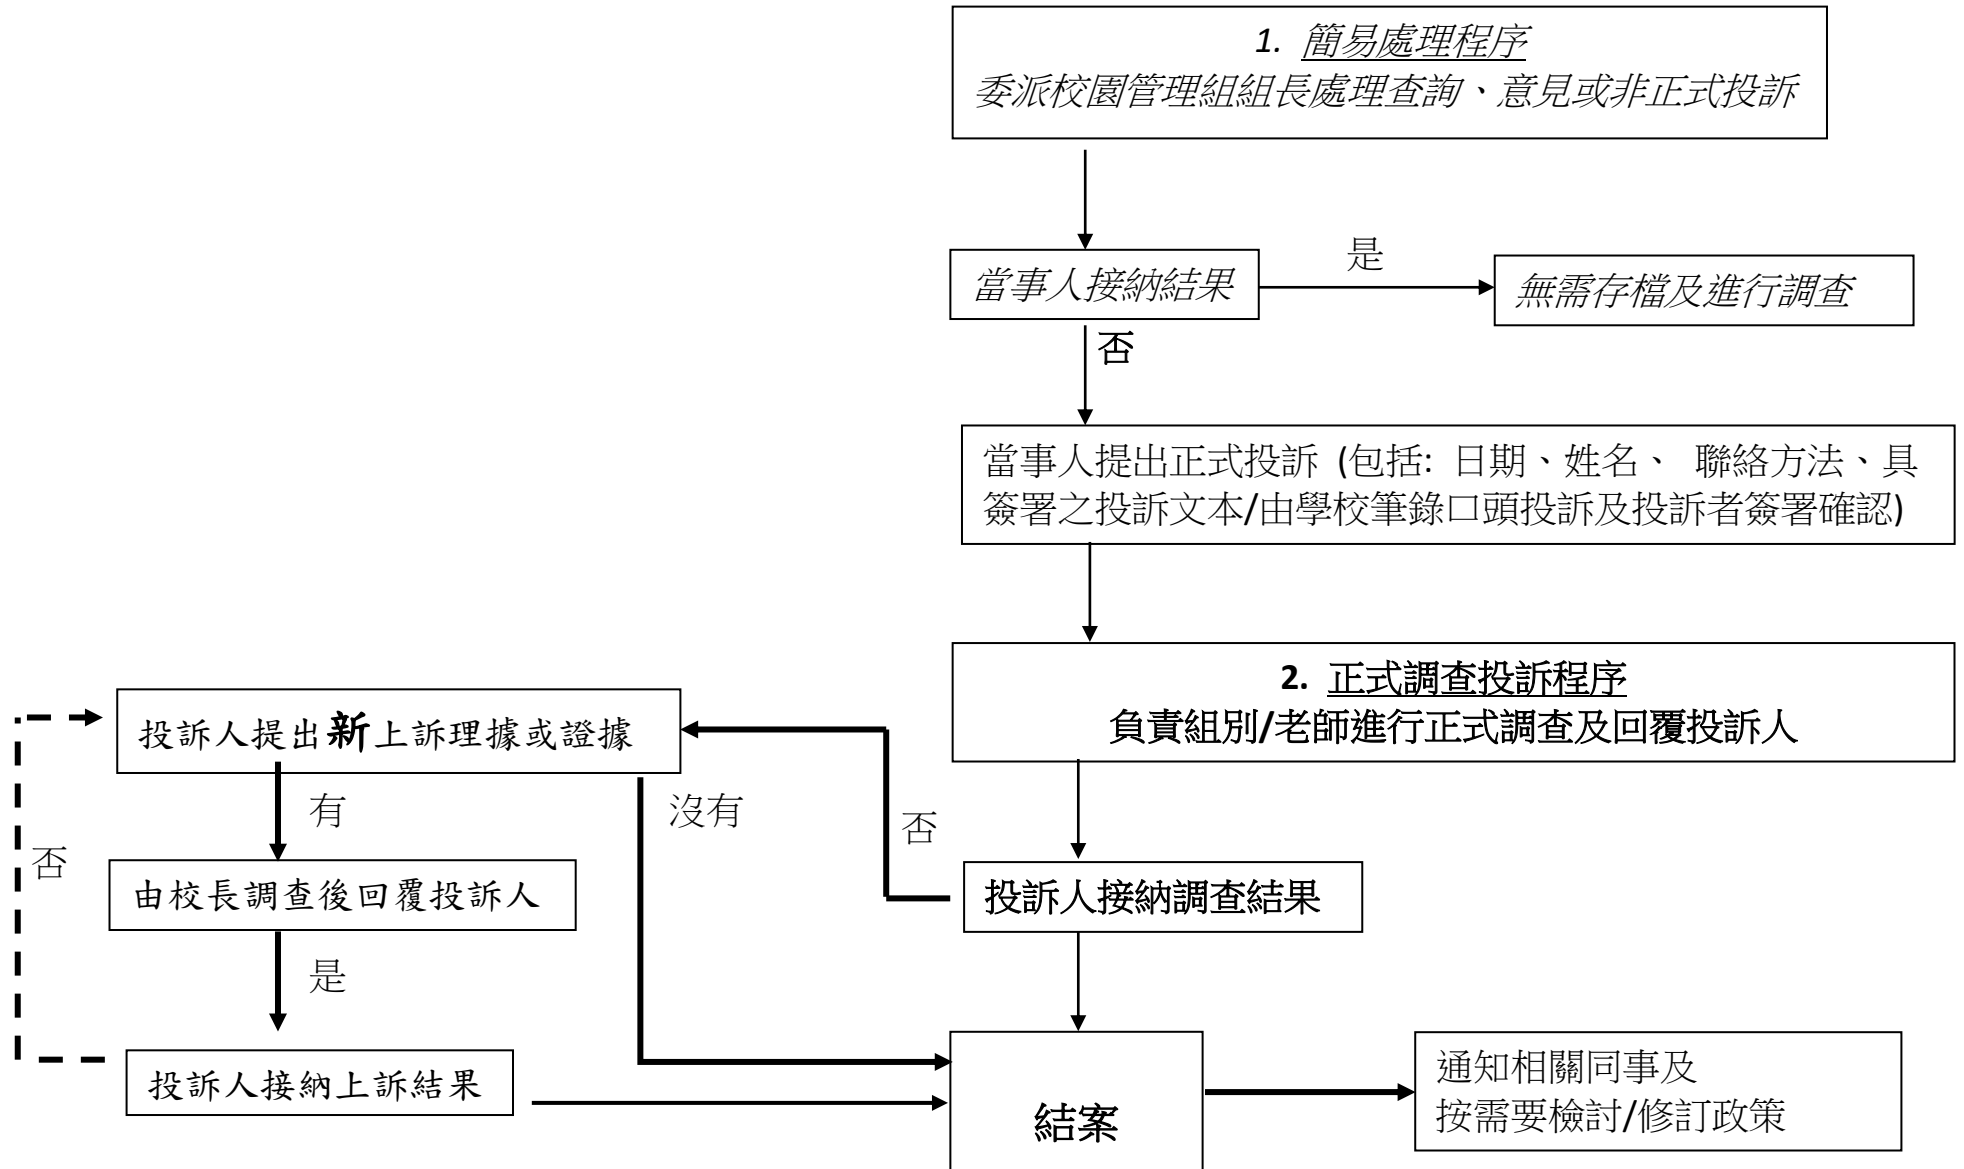 1. 簡易處理程序
委派校園管理組組長處理查詢、意見或非正式投訴
當事人接納結果
是
無需存檔及進行調查
否
當事人提出正式投訴 (包括: 日期、姓名、 聯絡方法、具
簽署之投訴文本/由學校筆錄口頭投訴及投訴者簽署確認)
2. 正式調查投訴程序
負責組別/老師進行正式調查及回覆投訴人
投訴人提出新上訴理據或證據
有
沒有
否
否
由校長調查後回覆投訴人
投訴人接納調查結果
是
投訴人接納上訴結果
結案
通知相關同事及
按需要檢討/修訂政策